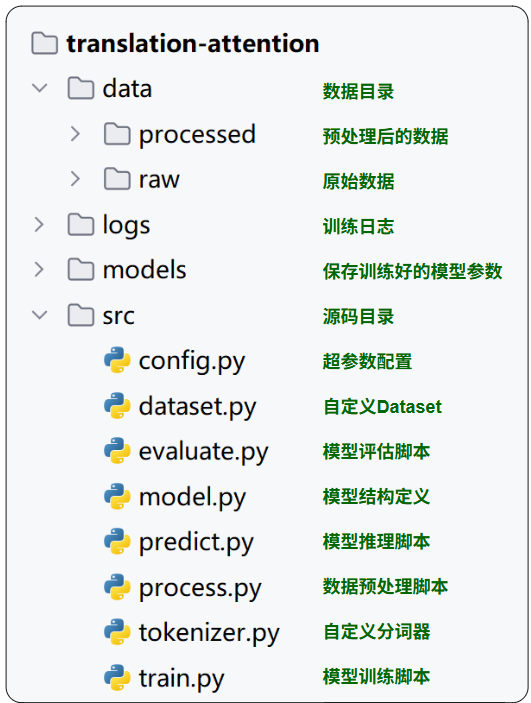 translation-attention
data 数据目录
processed 预处理后的数据
raw 原始数据
logs 训练日志
models 保存训练好的模型参数
src 源码目录
config.py 超参数配置
dataset.py 自定义Dataset
evaluate.py 模型评估脚本
model.py 模型结构定义
predict.py 模型推理脚本
process.py 数据预处理脚本
tokenizer.py 自定义分词器
train.py 模型训练脚本